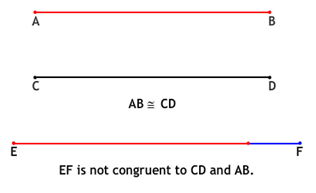 A B
C D
AB ≅ CD
E F
EF is not congruent to CD and AB.